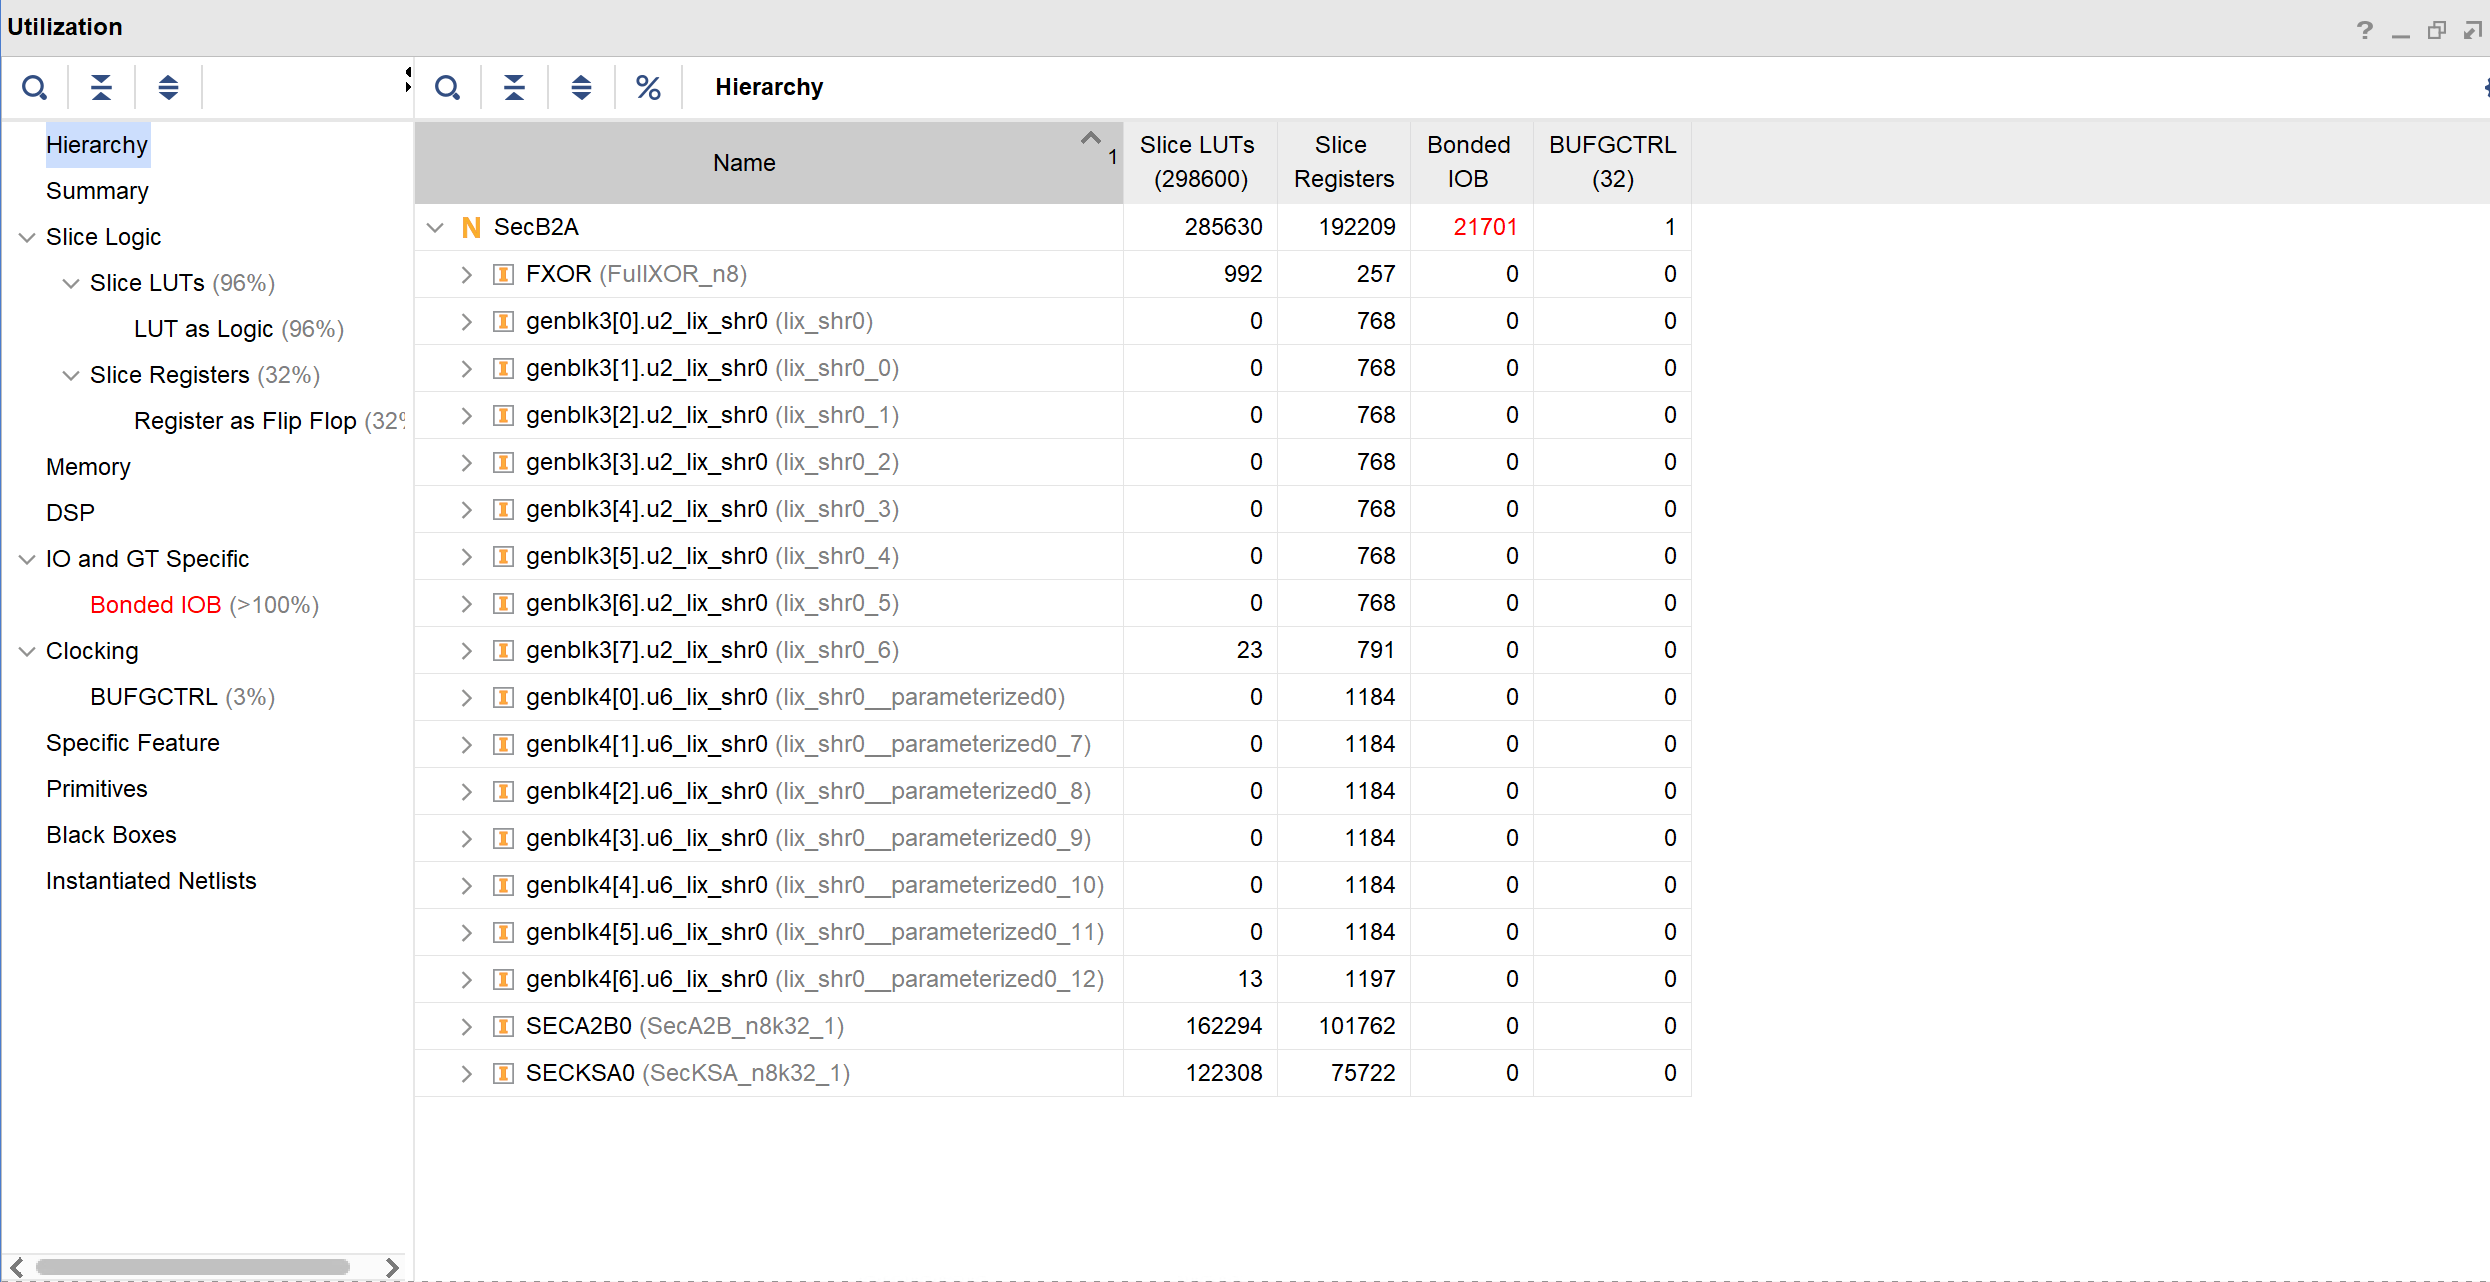 Utilization
?
Hierarchy
Summary
Slice Logic
Slice LUTs (96%)
LUT as Logic (96%)
Slice Registers (32%)
Register as Flip Flop (32%
Memory
DSP
IO and GT Specific
Bonded IOB (>100%)
Clocking
BUFGCTRL (3%)
Specific Feature
Primitives
Black Boxes
Instantiated Netlists
% Hierarchy
Name 1 Slice LUTs (298600) Slice Registers Bonded IOB BUFGCTRL (32)
N SecB2A 285630 192209 21701 1
I FXOR (FullXOR_n8) 992 257 0 0
I genblk3[0].u2_lix_shr0 (lix_shr0) 0 768 0 0
I genblk3[1].u2_lix_shr0 (lix_shr0_0) 0 768 0 0
I genblk3[2].u2_lix_shr0 (lix_shr0_1) 0 768 0 0
I genblk3[3].u2_lix_shr0 (lix_shr0_2) 0 768 0 0
I genblk3[4].u2_lix_shr0 (lix_shr0_3) 0 768 0 0
I genblk3[5].u2_lix_shr0 (lix_shr0_4) 0 768 0 0
I genblk3[6].u2_lix_shr0 (lix_shr0_5) 0 768 0 0
I genblk3[7].u2_lix_shr0 (lix_shr0_6) 23 791 0 0
I genblk4[0].u6_lix_shr0 (lix_shr0__parameterized0) 0 1184 0 0
I genblk4[1].u6_lix_shr0 (lix_shr0__parameterized0_7) 0 1184 0 0
I genblk4[2].u6_lix_shr0 (lix_shr0__parameterized0_8) 0 1184 0 0
I genblk4[3].u6_lix_shr0 (lix_shr0__parameterized0_9) 0 1184 0 0
I genblk4[4].u6_lix_shr0 (lix_shr0__parameterized0_10) 0 1184 0 0
I genblk4[5].u6_lix_shr0 (lix_shr0__parameterized0_11) 0 1184 0 0
I genblk4[6].u6_lix_shr0 (lix_shr0__parameterized0_12) 13 1197 0 0
I SECA2B0 (SecA2B_n8k32_1) 162294 101762 0 0
I SECKSA0 (SecKSA_n8k32_1) 122308 75722 0 0